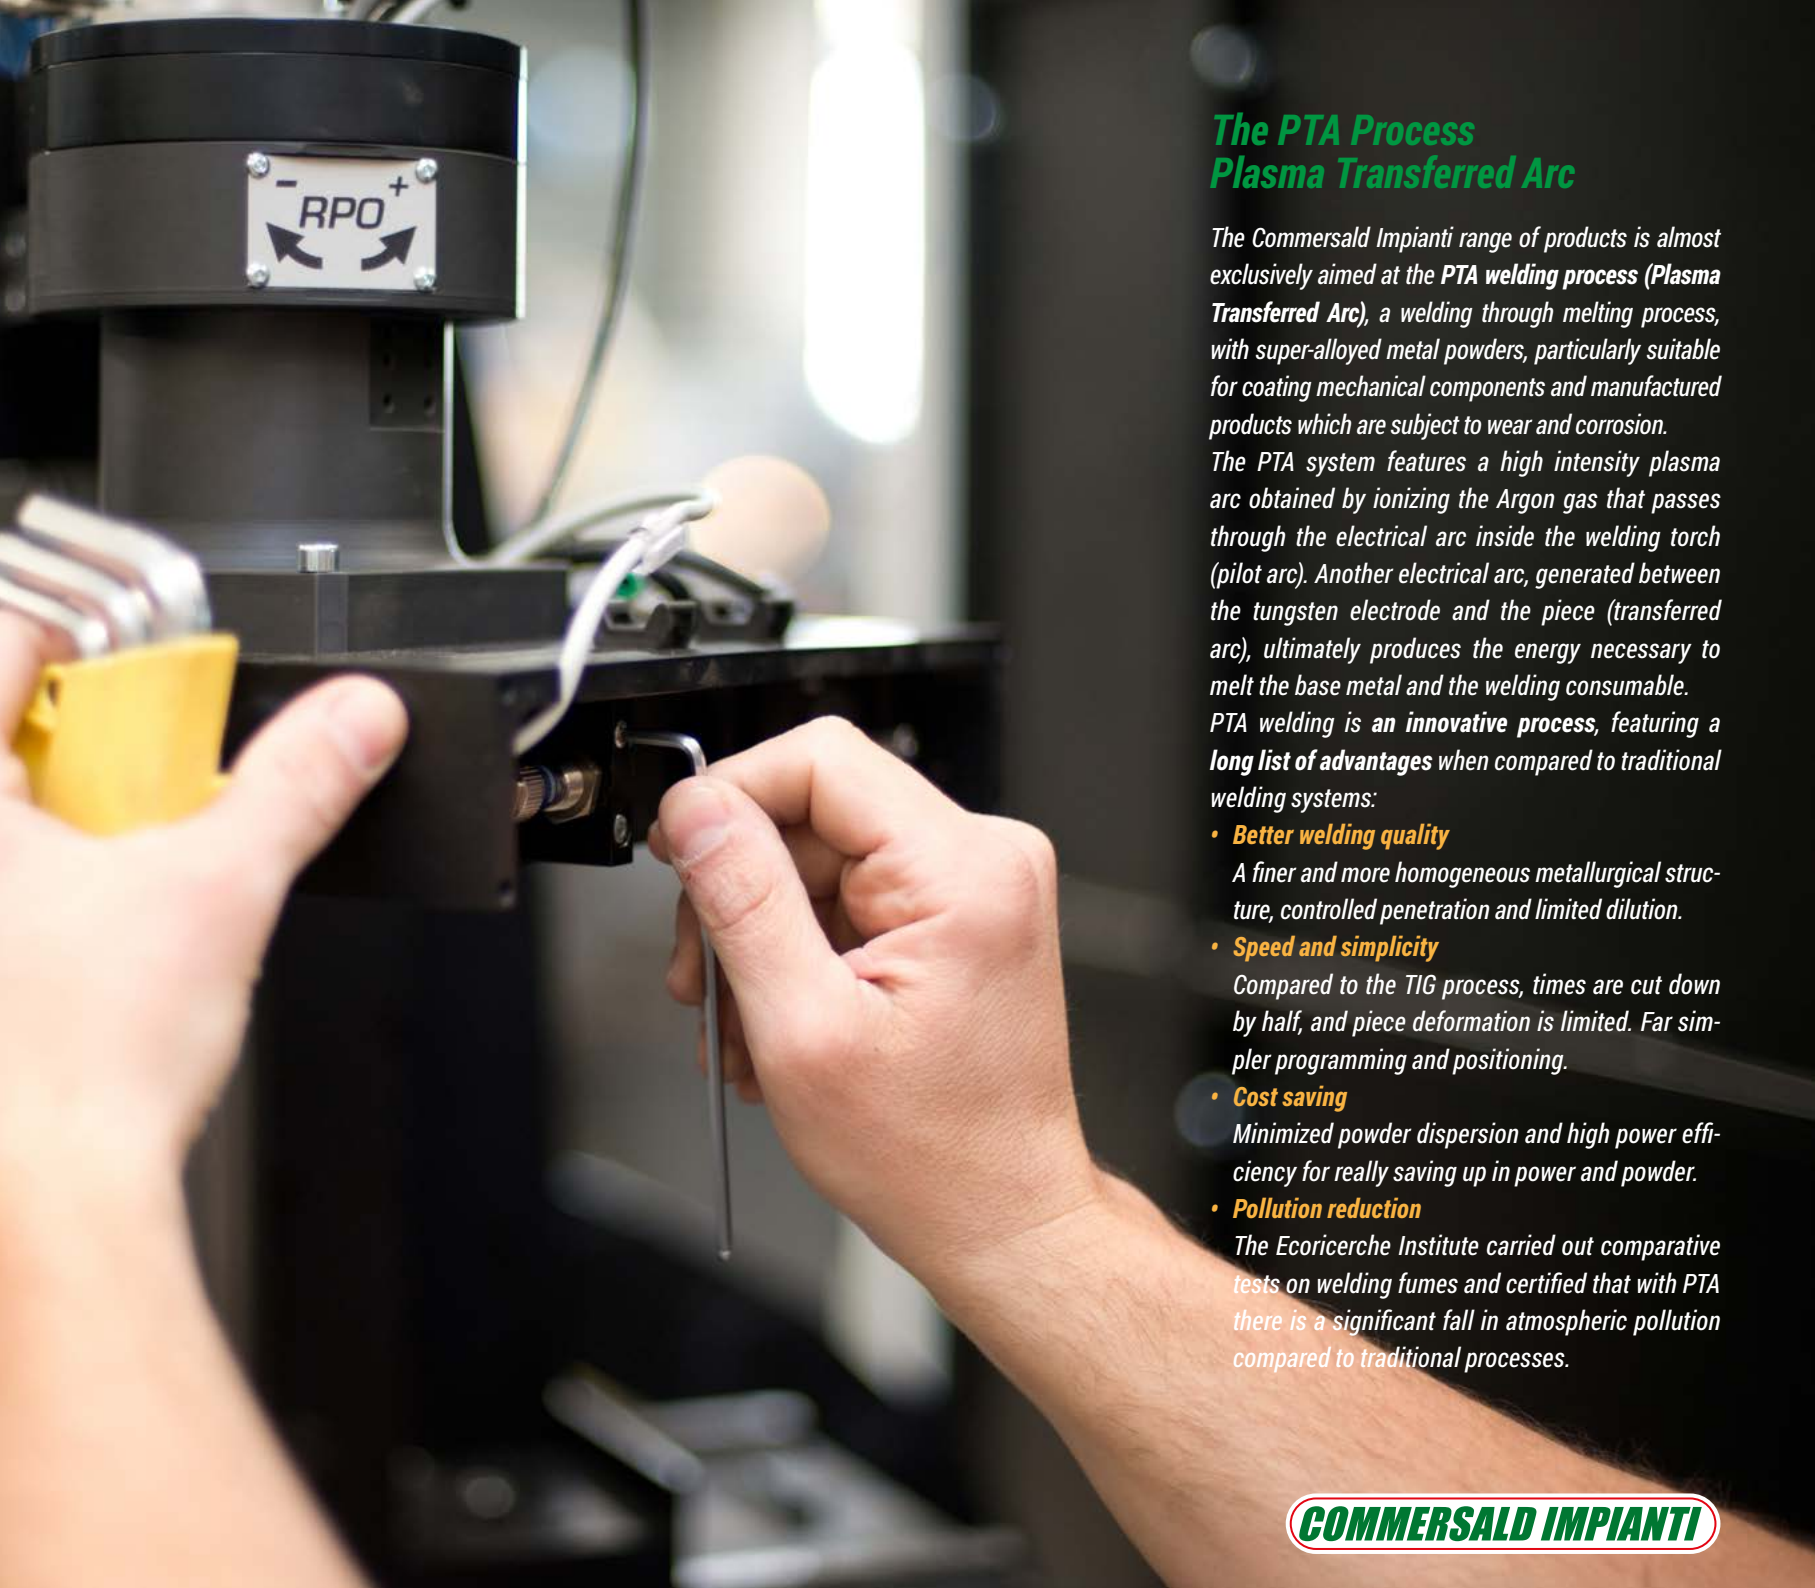 - RPO +
The PTA Process
Plasma Transferred Arc
The Commersald Impianti range of products is almost
exclusively aimed at the PTA welding process (Plasma
Transferred Arc), a welding through melting process,
with super-alloyed metal powders, particularly suitable
for coating mechanical components and manufactured
products which are subject to wear and corrosion.
The PTA system features a high intensity plasma
arc obtained by ionizing the Argon gas that passes
through the electrical arc inside the welding torch
(pilot arc). Another electrical arc, generated between
the tungsten electrode and the piece (transferred
arc), ultimately produces the energy necessary to
melt the base metal and the welding consumable.
PTA welding is an innovative process, featuring a
long list of advantages when compared to traditional
welding systems:
• Better welding quality
A finer and more homogeneous metallurgical struc-
ture, controlled penetration and limited dilution.
• Speed and simplicity
Compared to the TIG process, times are cut down
by half, and piece deformation is limited. Far sim-
pler programming and positioning.
• Cost saving
Minimized powder dispersion and high power effi-
ciency for really saving up in power and powder.
• Pollution reduction
The Ecoricerche Institute carried out comparative
tests on welding fumes and certified that with PTA
there is a significant fall in atmospheric pollution
compared to traditional processes.
COMMERSALD IMPIANTI